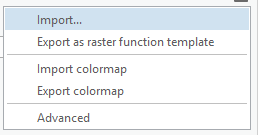 Import...
Export as raster function template
Import colormap
Export colormap
Advanced